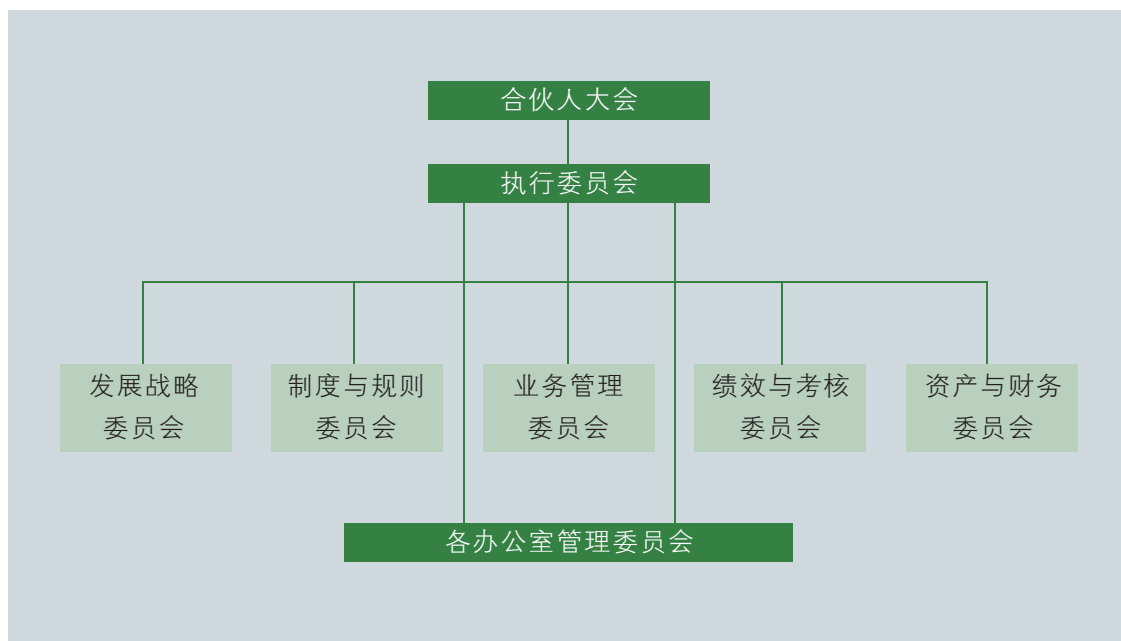 合伙人大会
执行委员会
发展战略
委员会
制度与规则
委员会
业务管理
委员会
绩效与考核
委员会
资产与财务
委员会
各办公室管理委员会